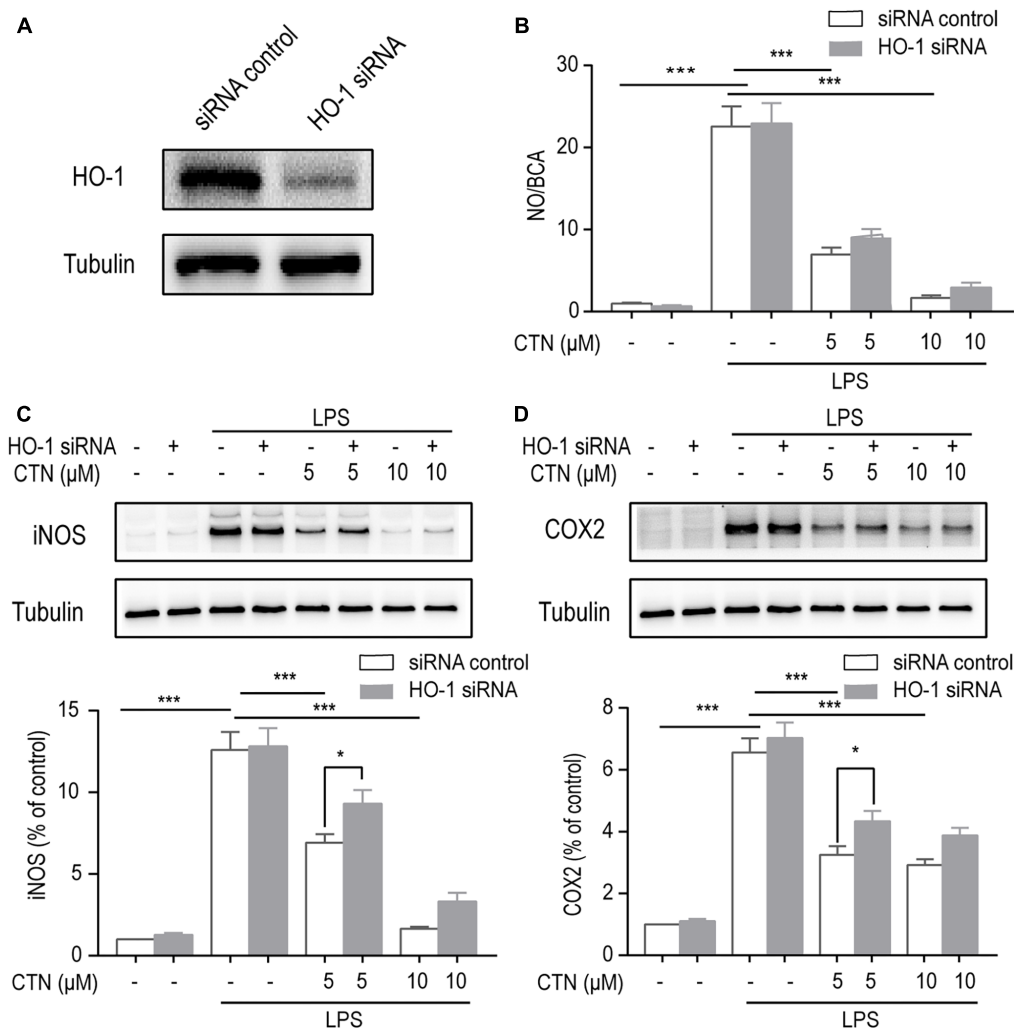 A
siRNA control
HO-1 siRNA
HO-1
Tubulin
B
siRNA control
HO-1 siRNA
***
***
***
30
20
10
0
NO/BCA
CTN (µM)
- - - - 5 5 10 10
LPS
C
LPS
HO-1 siRNA - + - + - + - +
CTN (µM) - - - - 5 5 10 10
iNOS
Tubulin
siRNA control
HO-1 siRNA
***
***
***
*
15
10
5
0
iNOS (% of control)
CTN (µM) - - - - 5 5 10 10
LPS
D
LPS
HO-1 siRNA - + - + - + - +
CTN (µM) - - - - 5 5 10 10
COX2
Tubulin
siRNA control
HO-1 siRNA
***
***
***
*
8
6
4
2
0
COX2 (% of control)
CTN (µM) - - - - 5 5 10 10
LPS